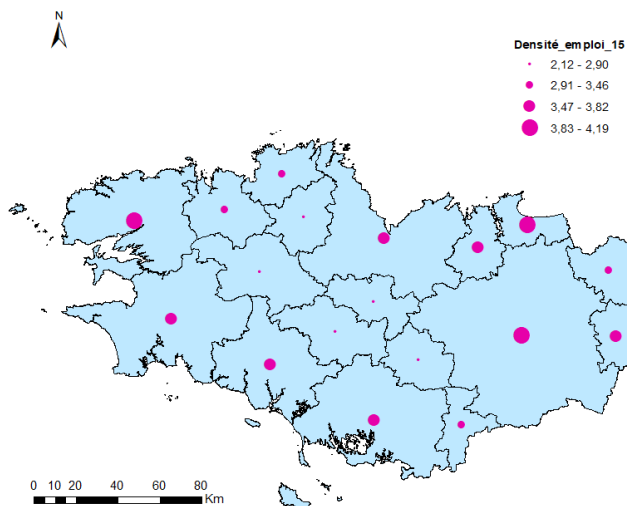 N
Densité_emploi_15
2,12 - 2,90
2,91 - 3,46
3,47 - 3,82
3,83 - 4,19
0 10 20 40 60 80
Km